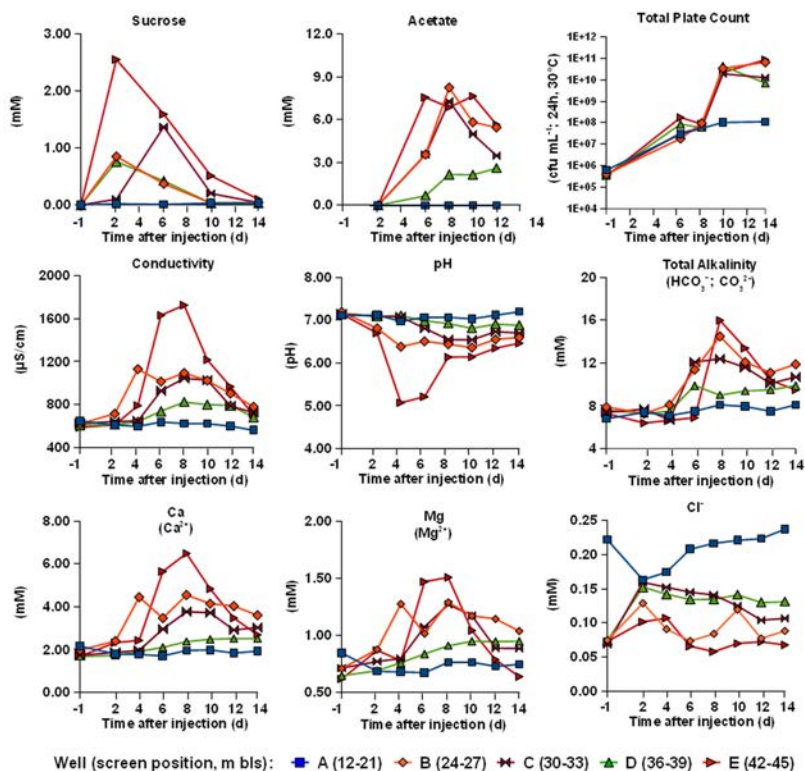 Sucrose
3.00
2.00
1.00
0.00
(mM)
-1 2 4 6 8 10 12 14
Time after injection (d)
Acetate
12.0
9.0
6.0
3.0
0.0
(mM)
-1 2 4 6 8 10 12 14
Time after injection (d)
Total Plate Count
1E+12
1E+11
1E+10
1E+09
1E+08
1E+07
1E+06
1E+05
1E+04
(cfu mL⁻¹; 24h, 30°C)
-1 2 4 6 8 10 14
Time after injection (d)
Conductivity
2000
1600
1200
800
400
(µS/cm)
-1 2 4 6 8 10 12 14
Time after injection (d)
pH
8.00
7.00
6.00
5.00
4.00
(pH)
-1 2 4 6 8 10 12 14
Time after injection (d)
Total Alkalinity
(HCO₃⁻; CO₃²⁻)
20
16
12
8
4
(mM)
-1 2 4 6 8 10 12 14
Time after injection (d)
Ca
(Ca²⁺)
8.00
6.00
4.00
2.00
0.00
(mM)
-1 2 4 6 8 10 12 14
Time after injection (d)
Mg
(Mg²⁺)
2.00
1.50
1.00
0.50
(mM)
-1 2 4 6 8 10 12 14
Time after injection (d)
Cl⁻
0.25
0.20
0.15
0.10
0.05
0.00
(mM)
-1 2 4 6 8 10 12 14
Time after injection (d)
Well (screen position, m bls): A (12-21) B (24-27) C (30-33) D (36-39) E (42-45)